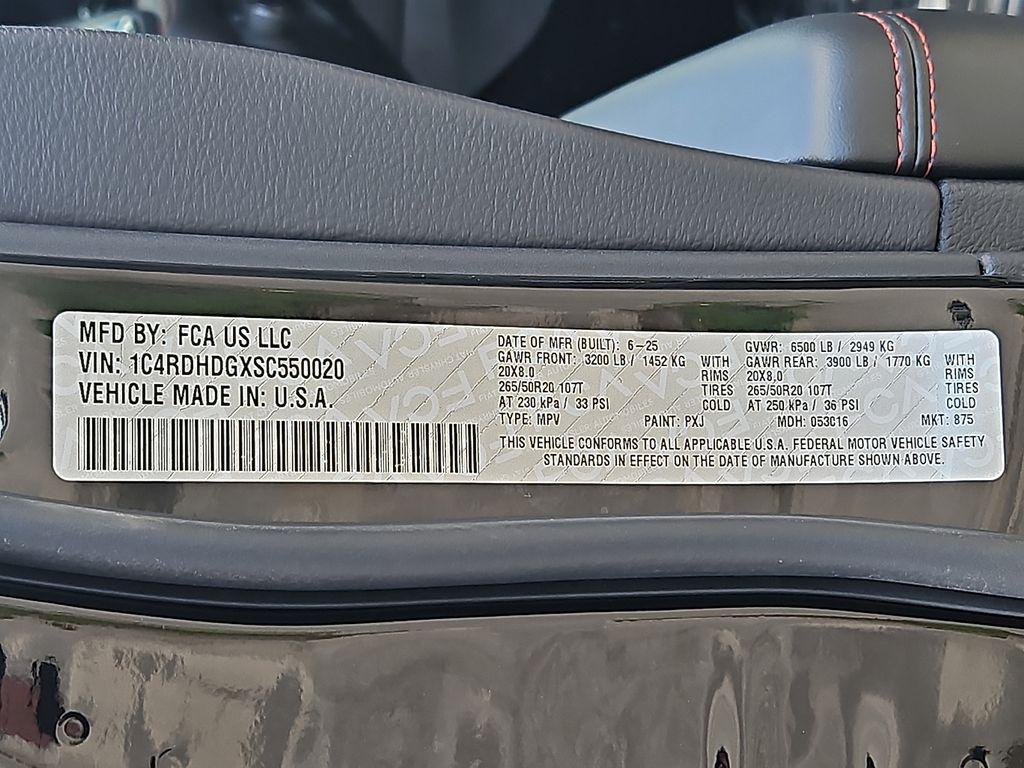 MFD BY: FCA US LLC
VIN: 1C4RDHDGXSC550020
VEHICLE MADE IN: U.S.A.
DATE OF MFR (BUILT): 6-25 GVWR: 6500 LB / 2949 KG
GAWR FRONT: 3200 LB / 1452 KG WITH GAWR REAR: 3900 LB / 1770 KG WITH
20X8.0 RIMS 20X8.0 RIMS
265/50R20 107T TIRES 265/50R20 107T TIRES
AT 230 kPa / 33 PSI COLD AT 250 kPa / 36 PSI COLD
TYPE: MPV PAINT: PXJ MDH: 053016 MKT: 875
THIS VEHICLE CONFORMS TO ALL APPLICABLE U.S.A. FEDERAL MOTOR VEHICLE SAFETY
STANDARDS IN EFFECT ON THE DATE OF MANUFACTURE SHOWN ABOVE.